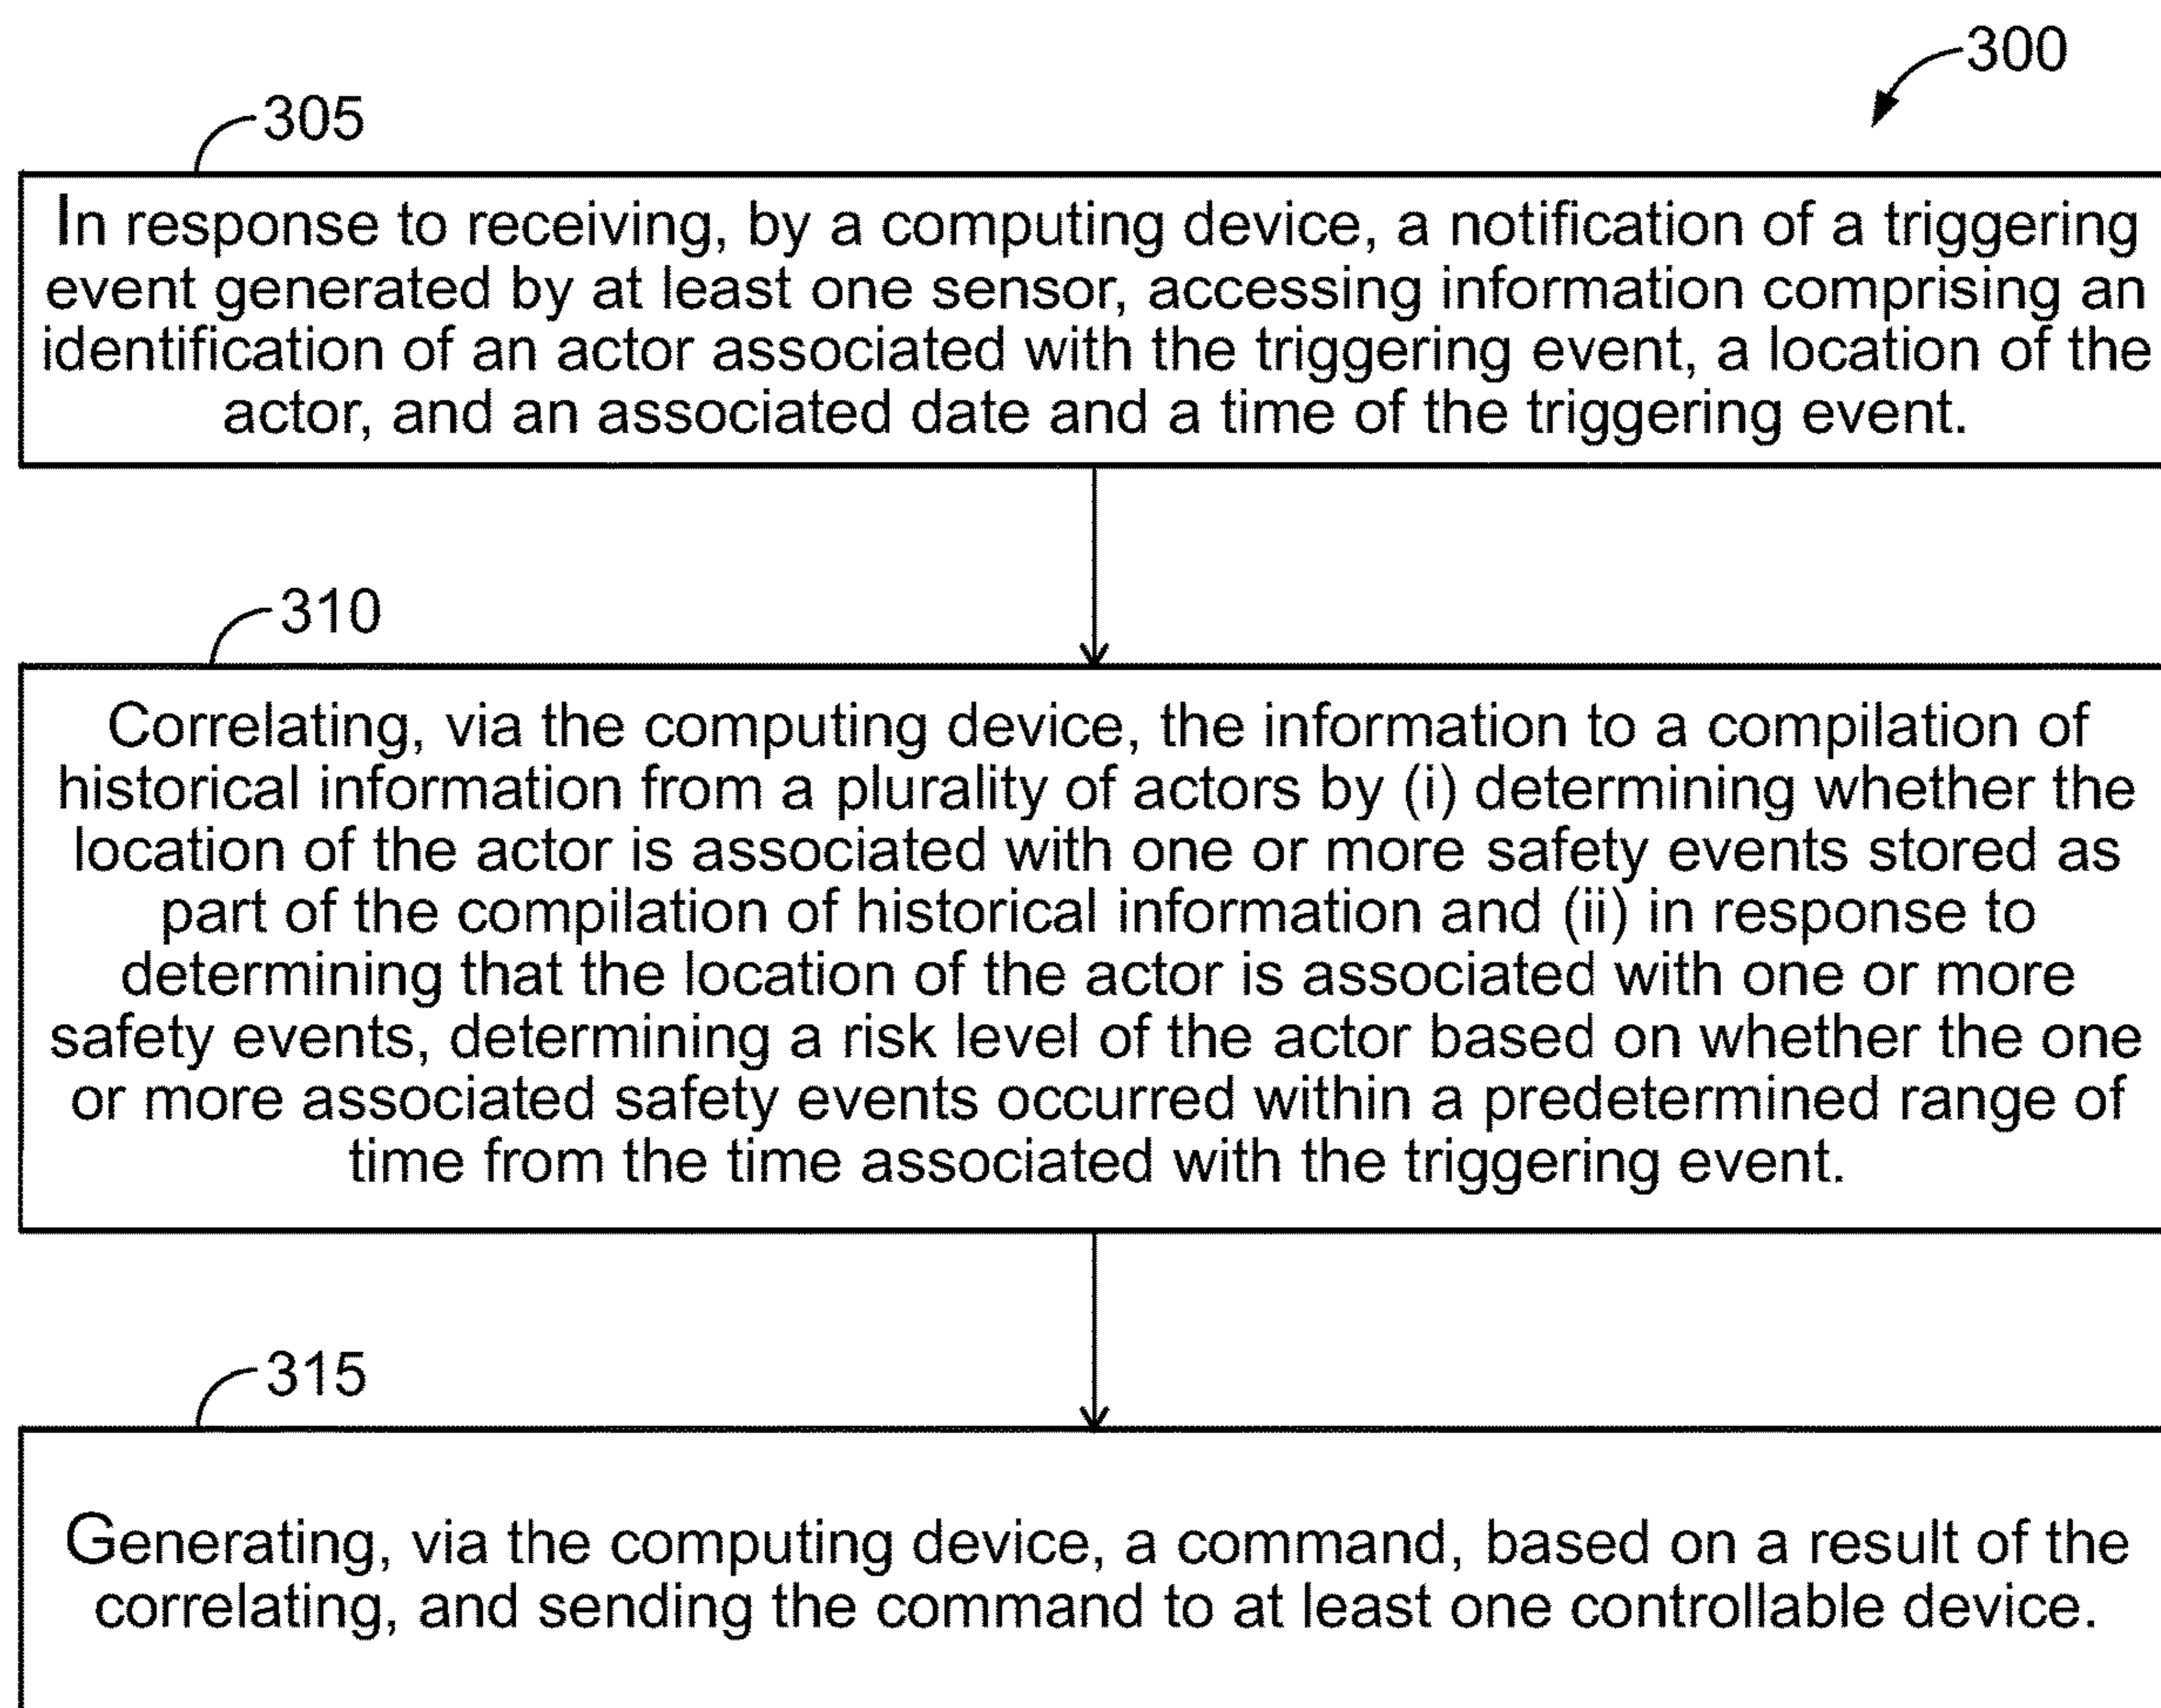 300
305
In response to receiving, by a computing device, a notification of a triggering
event generated by at least one sensor, accessing information comprising an
identification of an actor associated with the triggering event, a location of the
actor, and an associated date and a time of the triggering event.
310
Correlating, via the computing device, the information to a compilation of
historical information from a plurality of actors by (i) determining whether the
location of the actor is associated with one or more safety events stored as
part of the compilation of historical information and (ii) in response to
determining that the location of the actor is associated with one or more
safety events, determining a risk level of the actor based on whether the one
or more associated safety events occurred within a predetermined range of
time from the time associated with the triggering event.
315
Generating, via the computing device, a command, based on a result of the
correlating, and sending the command to at least one controllable device.